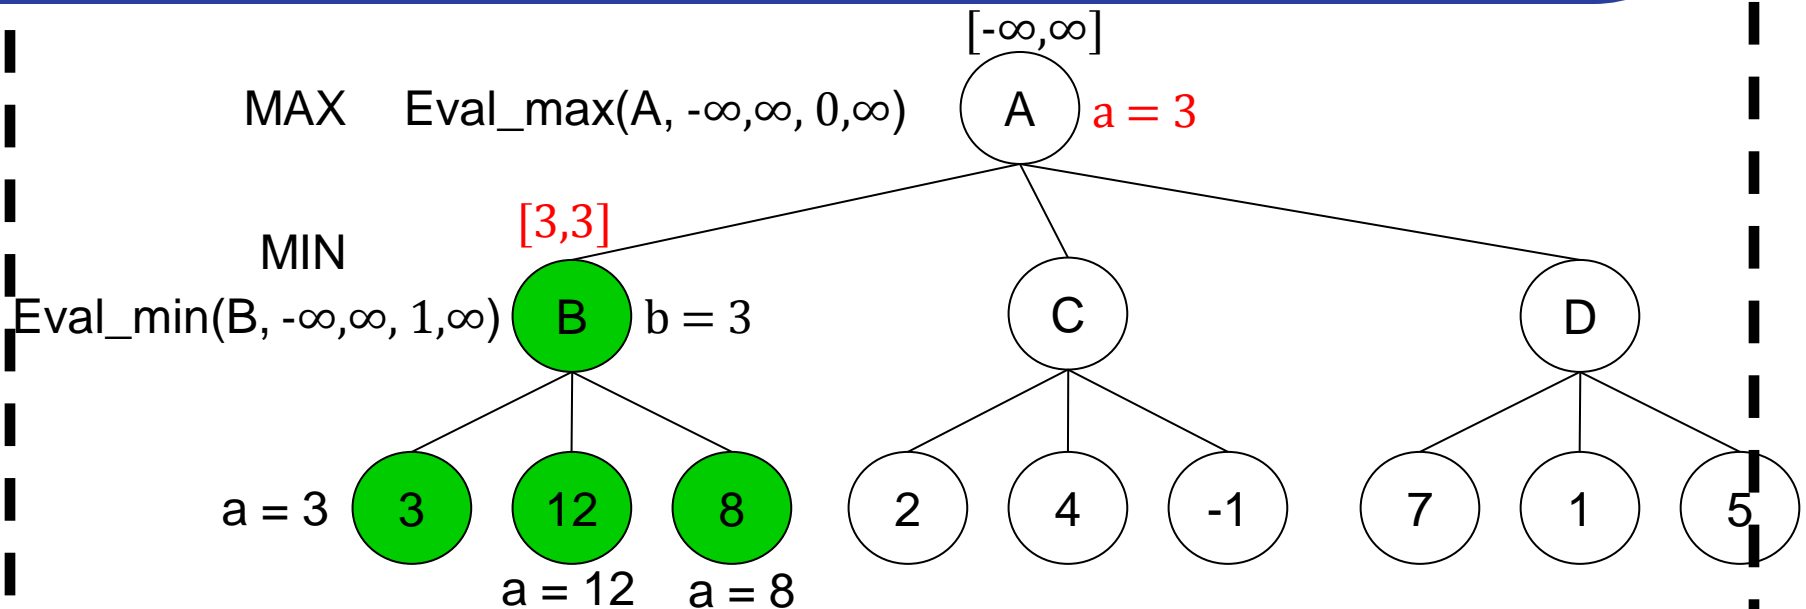 [-∞,∞]
MAX Eval_max(A, -∞,∞, 0,∞) A a = 3
[3,3]
MIN
Eval_min(B, -∞,∞, 1,∞) B b = 3 C D
a = 3 3 12 8 2 4 -1 7 1 5
a = 12 a = 8